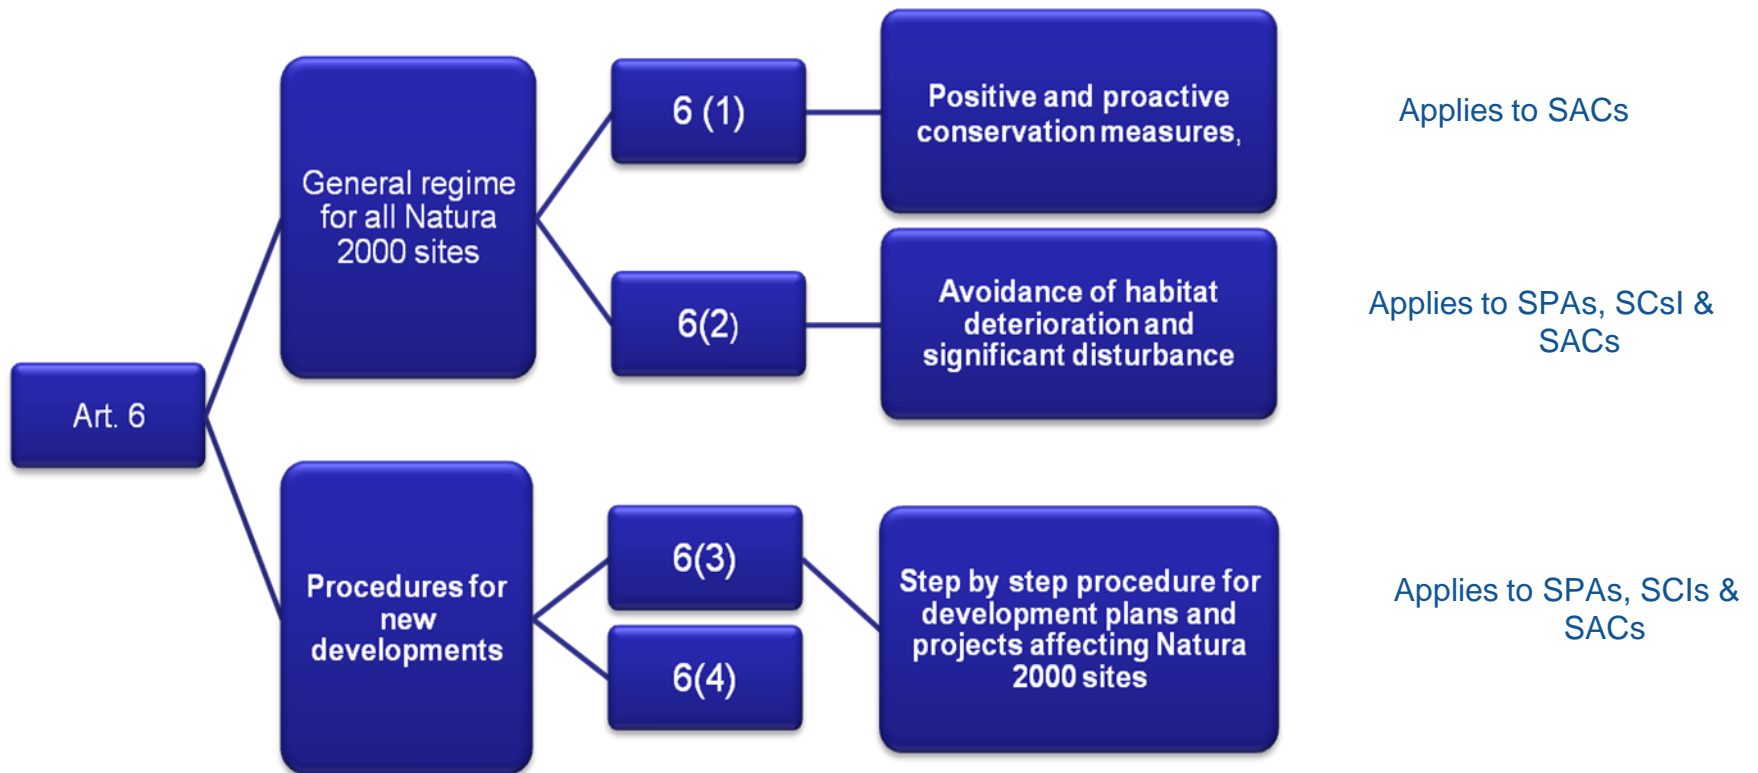 Art. 6
General regime
for all Natura
2000 sites
6 (1)
Positive and proactive
conservation measures,
Applies to SACs
6(2)
Avoidance of habitat
deterioration and
significant disturbance
Applies to SPAs, SCsI &
SACs
Procedures for
new
developments
6(3)
6(4)
Step by step procedure for
development plans and
projects affecting Natura
2000 sites
Applies to SPAs, SCIs &
SACs